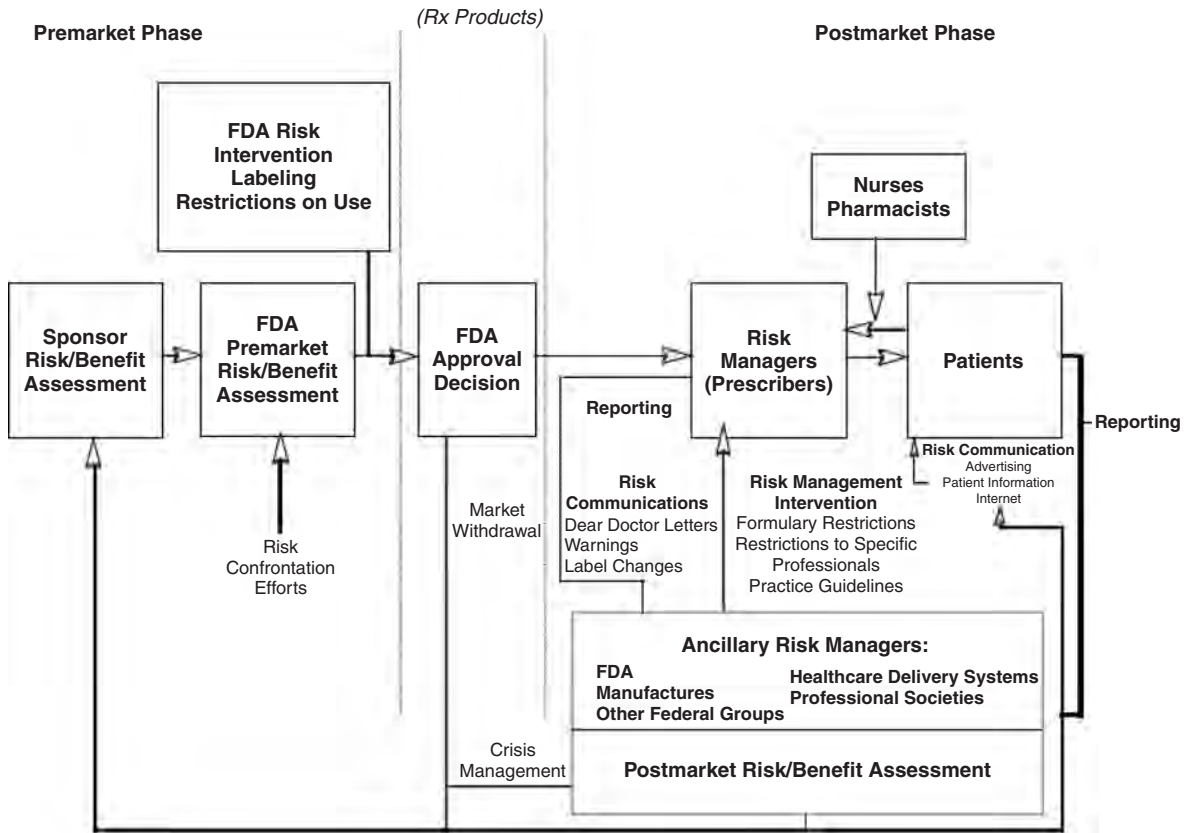 (Rx Products)
Premarket Phase
Postmarket Phase
FDA Risk
Intervention
Labeling
Restrictions on Use
Nurses
Pharmacists
Sponsor
Risk/Benefit
Assessment
FDA
Premarket
Risk/Benefit
Assessment
FDA
Approval
Decision
Risk
Managers
(Prescribers)
Patients
Reporting
Reporting
Risk Communication
Advertising
Patient Information
Internet
Risk
Confrontation
Efforts
Market
Withdrawal
Risk
Communications
Dear Doctor Letters
Warnings
Label Changes
Risk Management
Intervention
Formulary Restrictions
Restrictions to Specific
Professionals
Practice Guidelines
Ancillary Risk Managers:
FDA
Manufactures
Other Federal Groups
Healthcare Delivery Systems
Professional Societies
Crisis
Management
Postmarket Risk/Benefit Assessment